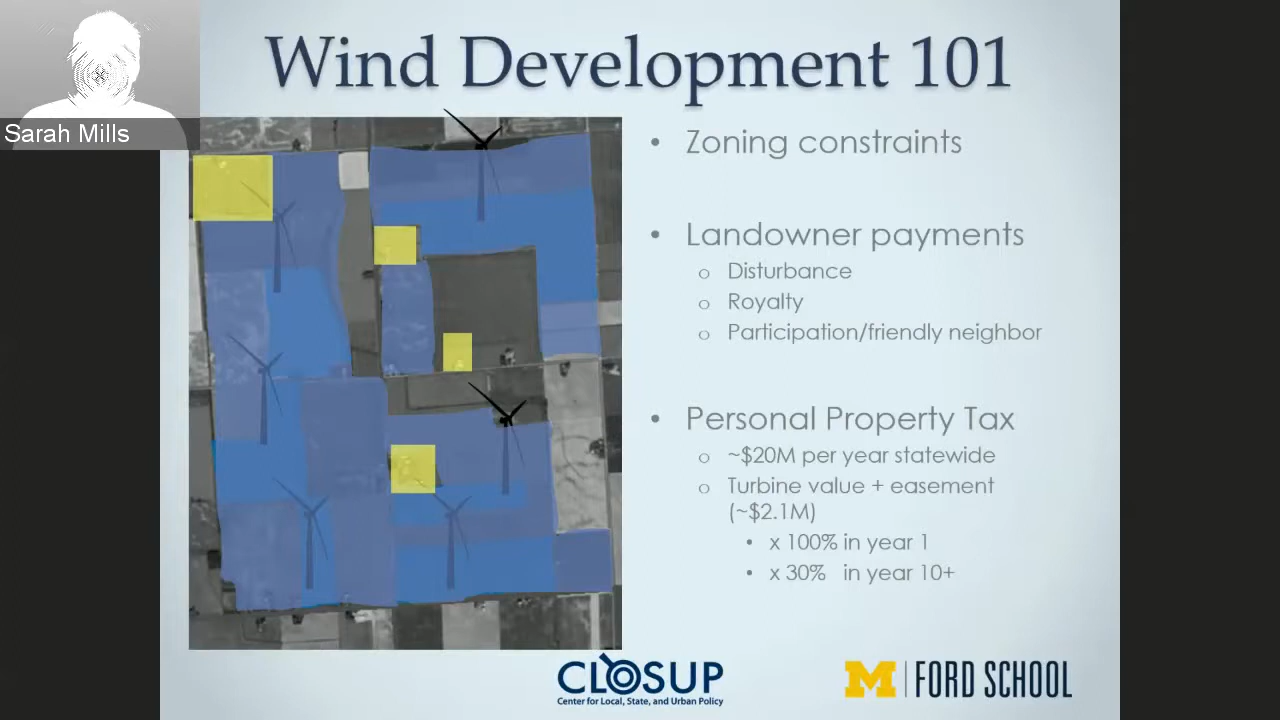 Wind Development 101
Sarah Mills
• Zoning constraints
• Landowner payments
o Disturbance
o Royalty
o Participation/friendly neighbor
• Personal Property Tax
o ~$20M per year statewide
o Turbine value + easement
(~$2.1M)
• x 100% in year 1
• x 30% in year 10+
CLOSUP
Center for Local, State, and Urban Policy
M | FORD SCHOOL